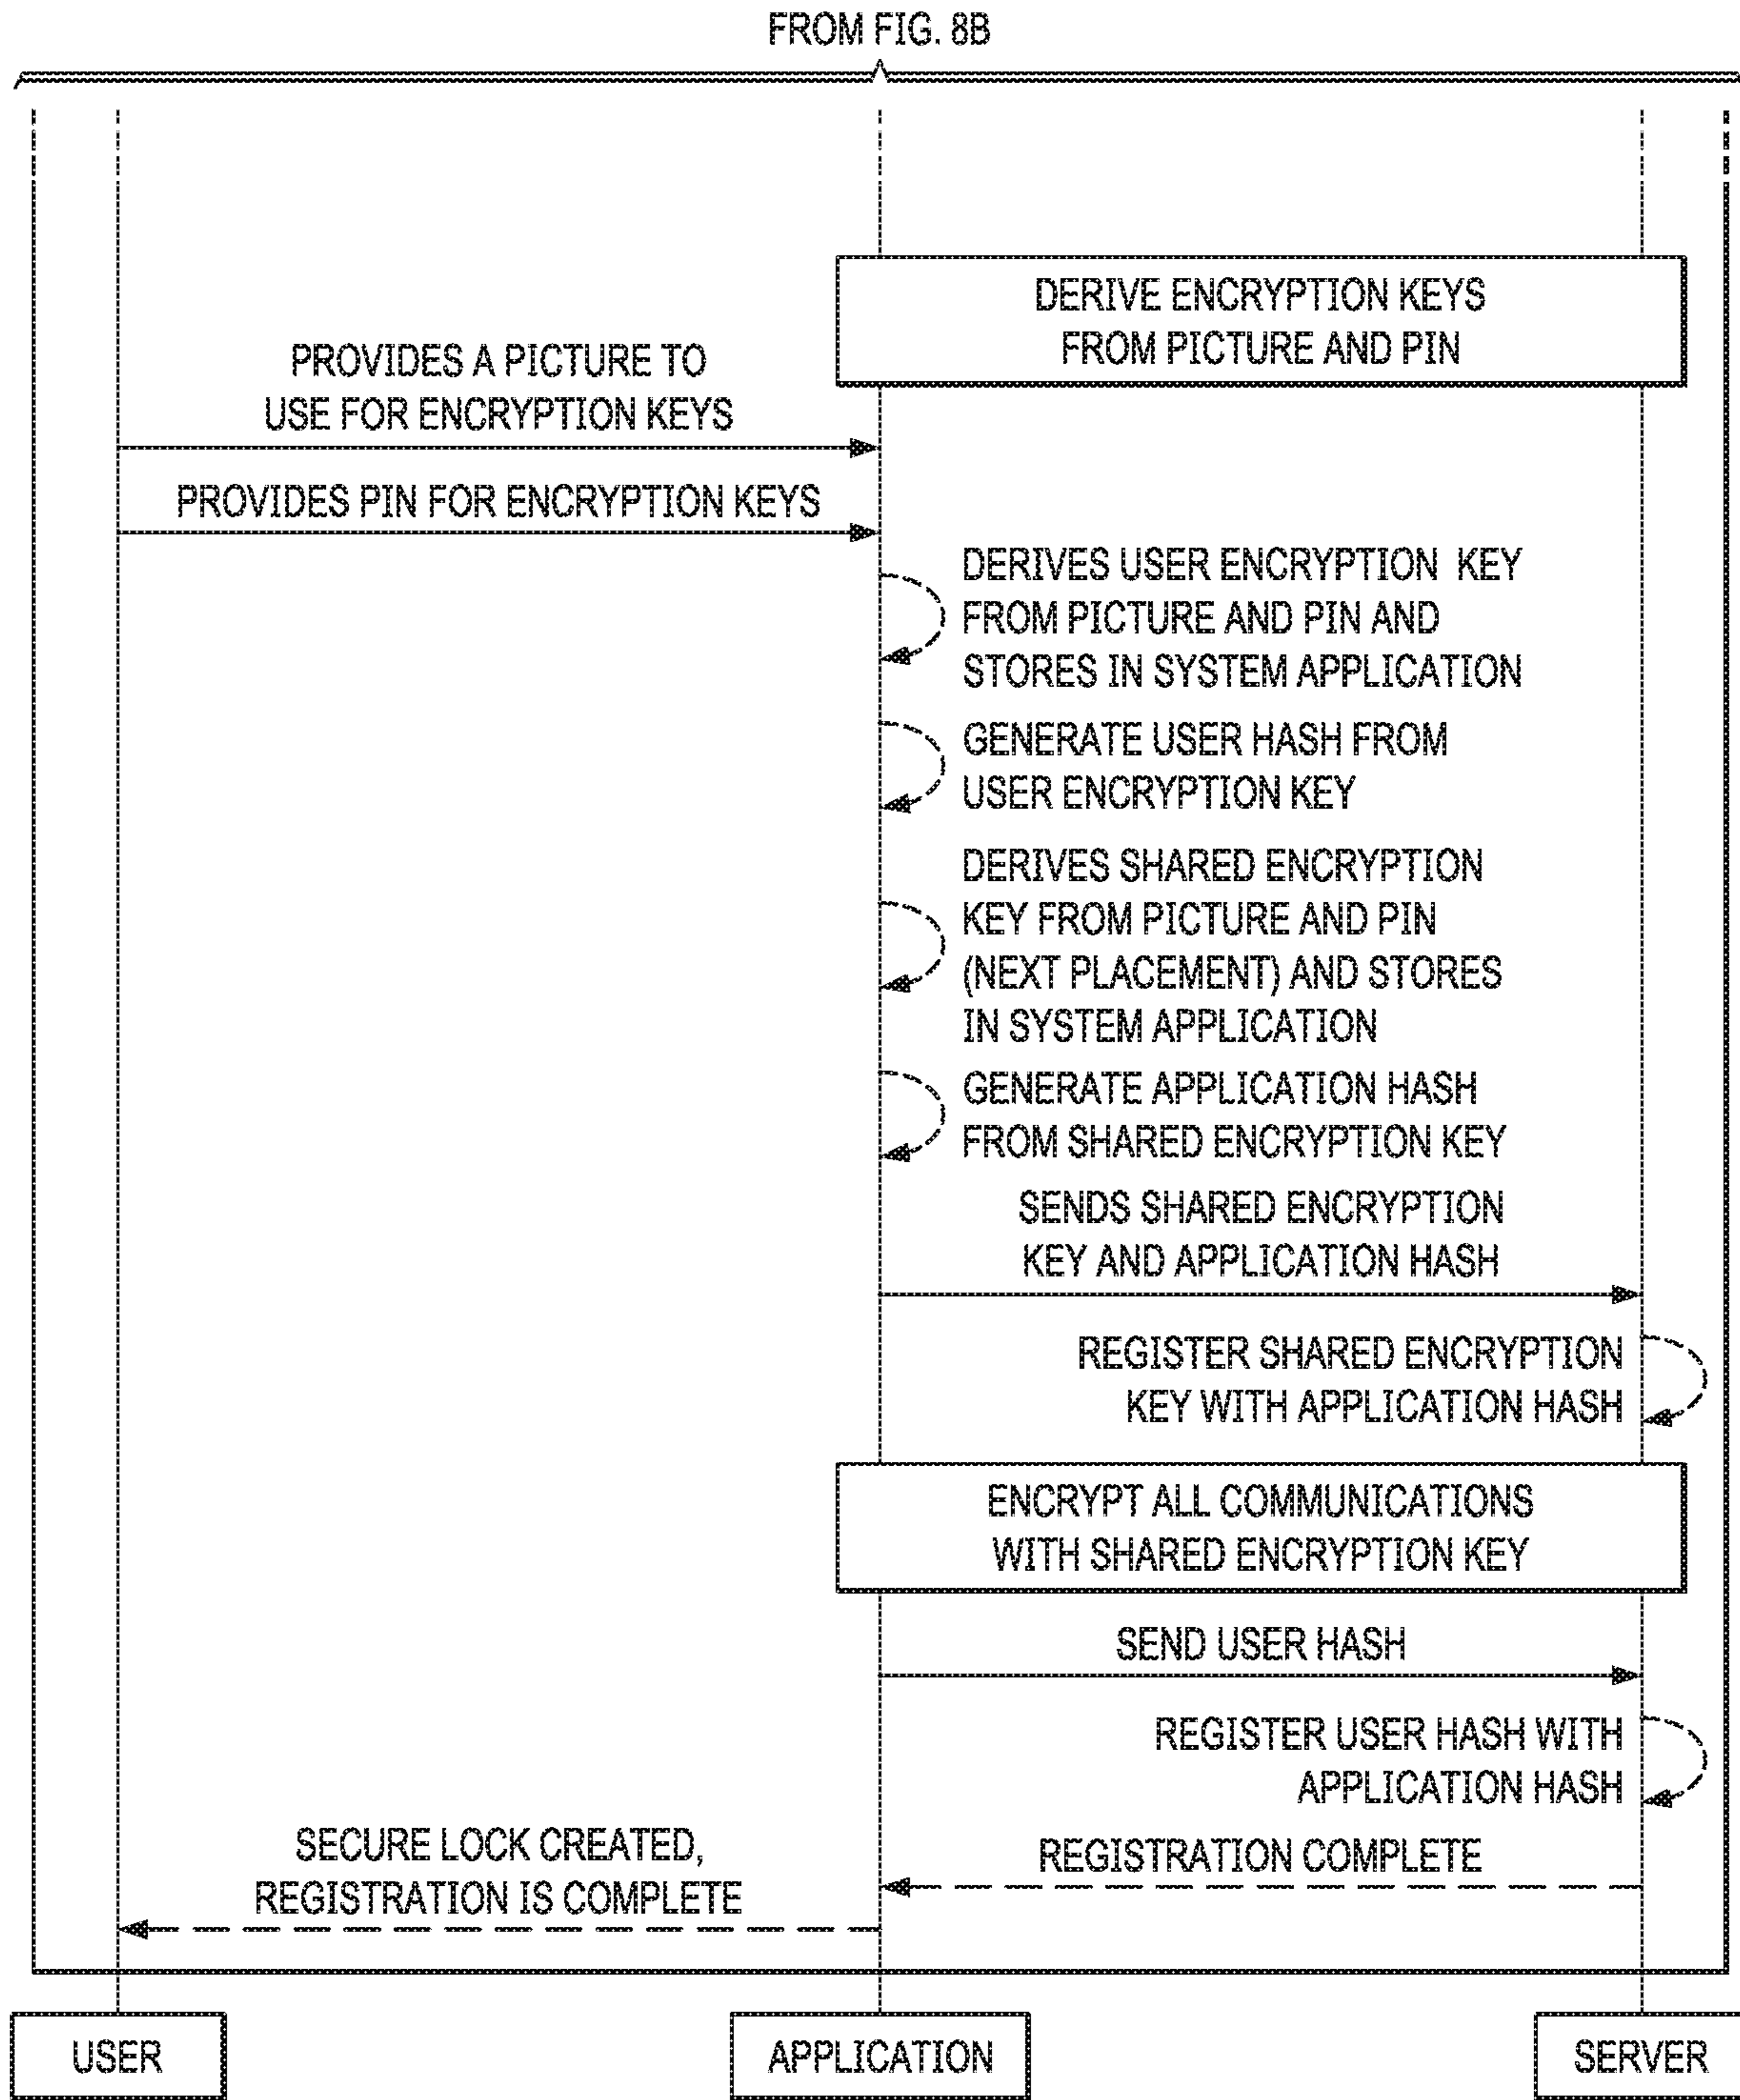 FROM FIG. 8B
DERIVE ENCRYPTION KEYS
FROM PICTURE AND PIN
PROVIDES A PICTURE TO
USE FOR ENCRYPTION KEYS
PROVIDES PIN FOR ENCRYPTION KEYS
DERIVES USER ENCRYPTION KEY
FROM PICTURE AND PIN AND
STORES IN SYSTEM APPLICATION
GENERATE USER HASH FROM
USER ENCRYPTION KEY
DERIVES SHARED ENCRYPTION
KEY FROM PICTURE AND PIN
(NEXT PLACEMENT) AND STORES
IN SYSTEM APPLICATION
GENERATE APPLICATION HASH
FROM SHARED ENCRYPTION KEY
SENDS SHARED ENCRYPTION
KEY AND APPLICATION HASH
REGISTER SHARED ENCRYPTION
KEY WITH APPLICATION HASH
ENCRYPT ALL COMMUNICATIONS
WITH SHARED ENCRYPTION KEY
SEND USER HASH
REGISTER USER HASH WITH
APPLICATION HASH
REGISTRATION COMPLETE
SECURE LOCK CREATED,
REGISTRATION IS COMPLETE
USER
APPLICATION
SERVER